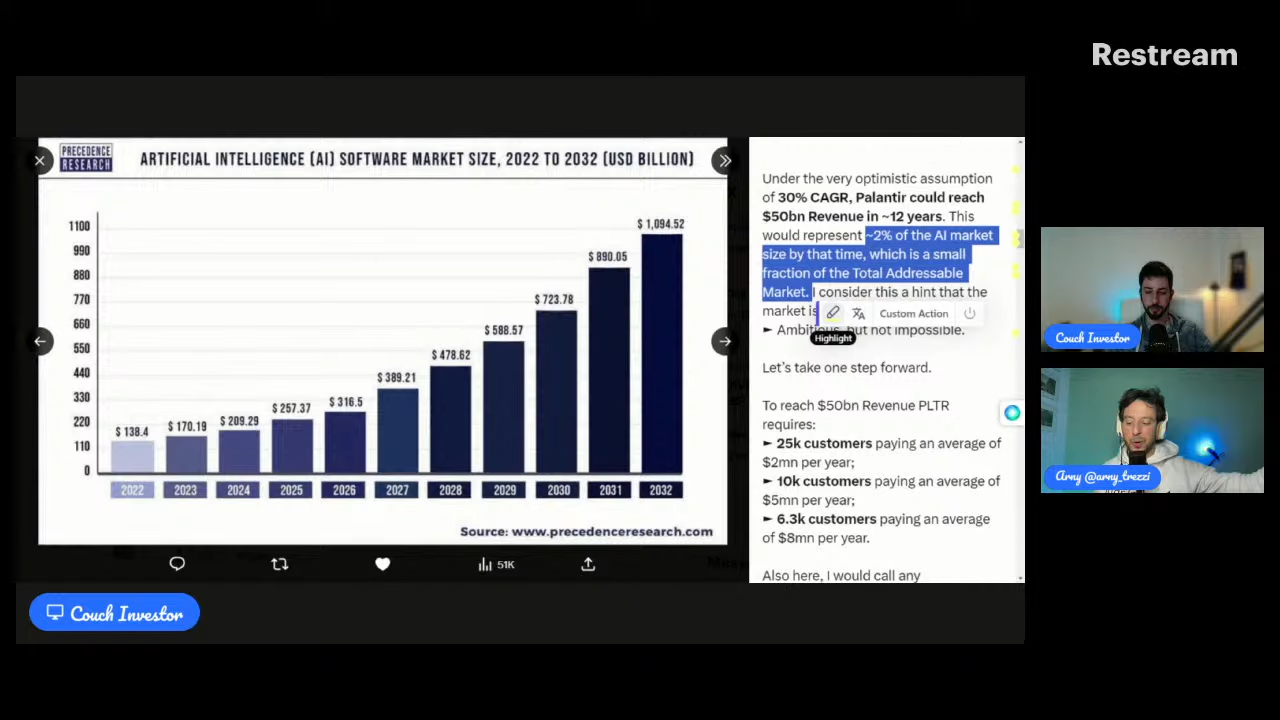 Restream
PRECEDENCE
RESEARCH
ARTIFICIAL INTELLIGENCE (AI) SOFTWARE MARKET SIZE, 2022 TO 2032 (USD BILLION)
1100
990
880
770
660
550
440
330
220
110
0
$ 138.4
$ 170.19
$ 209.29
$ 257.37
$ 316.5
$ 389.21
$ 478.62
$ 588.57
$ 723.78
$ 890.05
$ 1,094.52
2022
2023
2024
2025
2026
2027
2028
2029
2030
2031
2032
Source: www.precedenceresearch.com
51K
Couch Investor
Under the very optimistic assumption
of 30% CAGR, Palantir could reach
$50bn Revenue in ~12 years. This
would represent ~2% of the AI market
size by that time, which is a small
fraction of the Total Addressable
Market. I consider this a hint that the
market is
Custom Action
► Ambitious, but not impossible.
Highlight
Let's take one step forward.
To reach $50bn Revenue PLTR
requires:
► 25k customers paying an average of
$2mn per year;
► 10k customers paying an average of
$5mn per year;
► 6.3k customers paying an average
of $8mn per year.
Also here, I would call any
Couch Investor
Arny @arny_trezzi